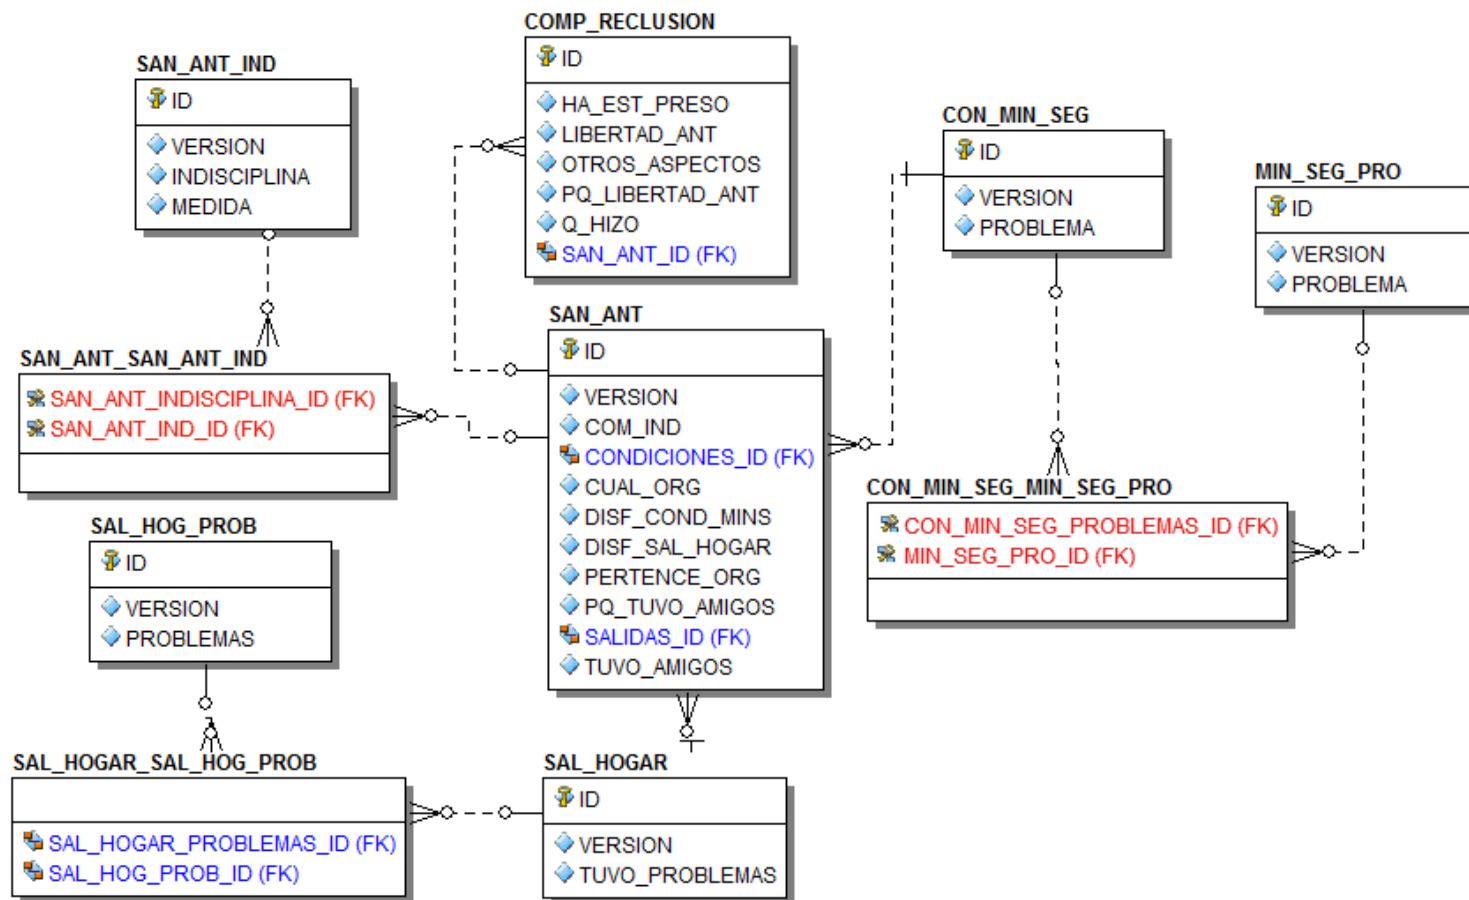 COMP_RECLUSION
ID
HA_EST_PRESO
LIBERTAD_ANT
OTROS_ASPECTOS
PQ_LIBERTAD_ANT
Q_HIZO
SAN_ANT_ID (FK)
SAN_ANT_IND
ID
VERSION
INDISCIPLINA
MEDIDA
CON_MIN_SEG
ID
VERSION
PROBLEMA
MIN_SEG_PRO
ID
VERSION
PROBLEMA
SAN_ANT
ID
VERSION
COM_IND
CONDICIONES_ID (FK)
CUAL_ORG
DISF_COND_MINS
DISF_SAL_HOGAR
PERTENCE_ORG
PQ_TUVO_AMIGOS
SALIDAS_ID (FK)
TUVO_AMIGOS
SAN_ANT_SAN_ANT_IND
SAN_ANT_INDISCIPLINA_ID (FK)
SAN_ANT_IND_ID (FK)
CON_MIN_SEG_MIN_SEG_PRO
CON_MIN_SEG_PROBLEMAS_ID (FK)
MIN_SEG_PRO_ID (FK)
SAL_HOG_PROB
ID
VERSION
PROBLEMAS
SAL_HOGAR_SAL_HOG_PROB
SAL_HOGAR_PROBLEMAS_ID (FK)
SAL_HOG_PROB_ID (FK)
SAL_HOGAR
ID
VERSION
TUVO_PROBLEMAS